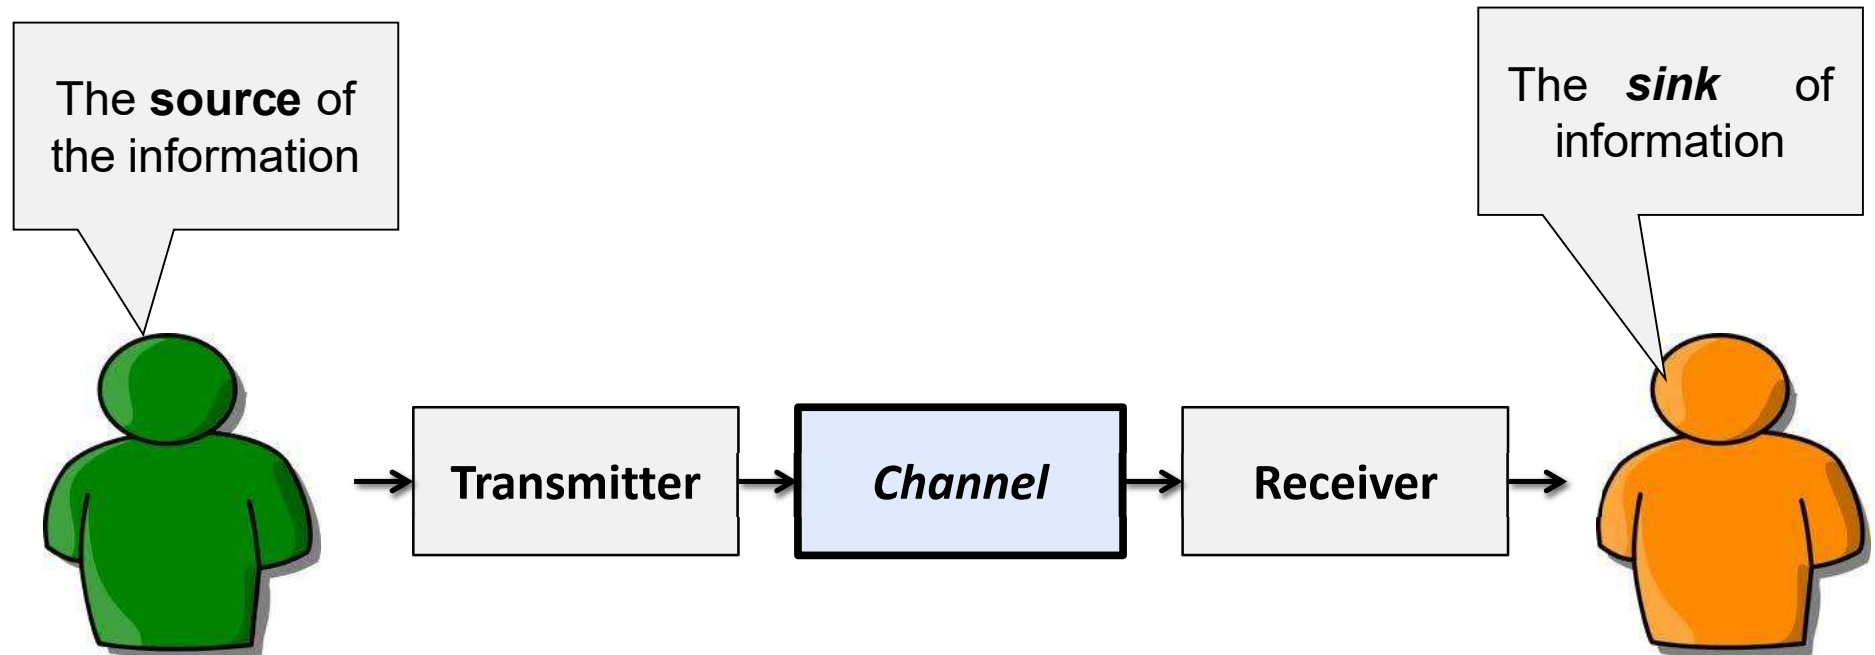 The source of
the information
The sink of
information
Transmitter
Channel
Receiver